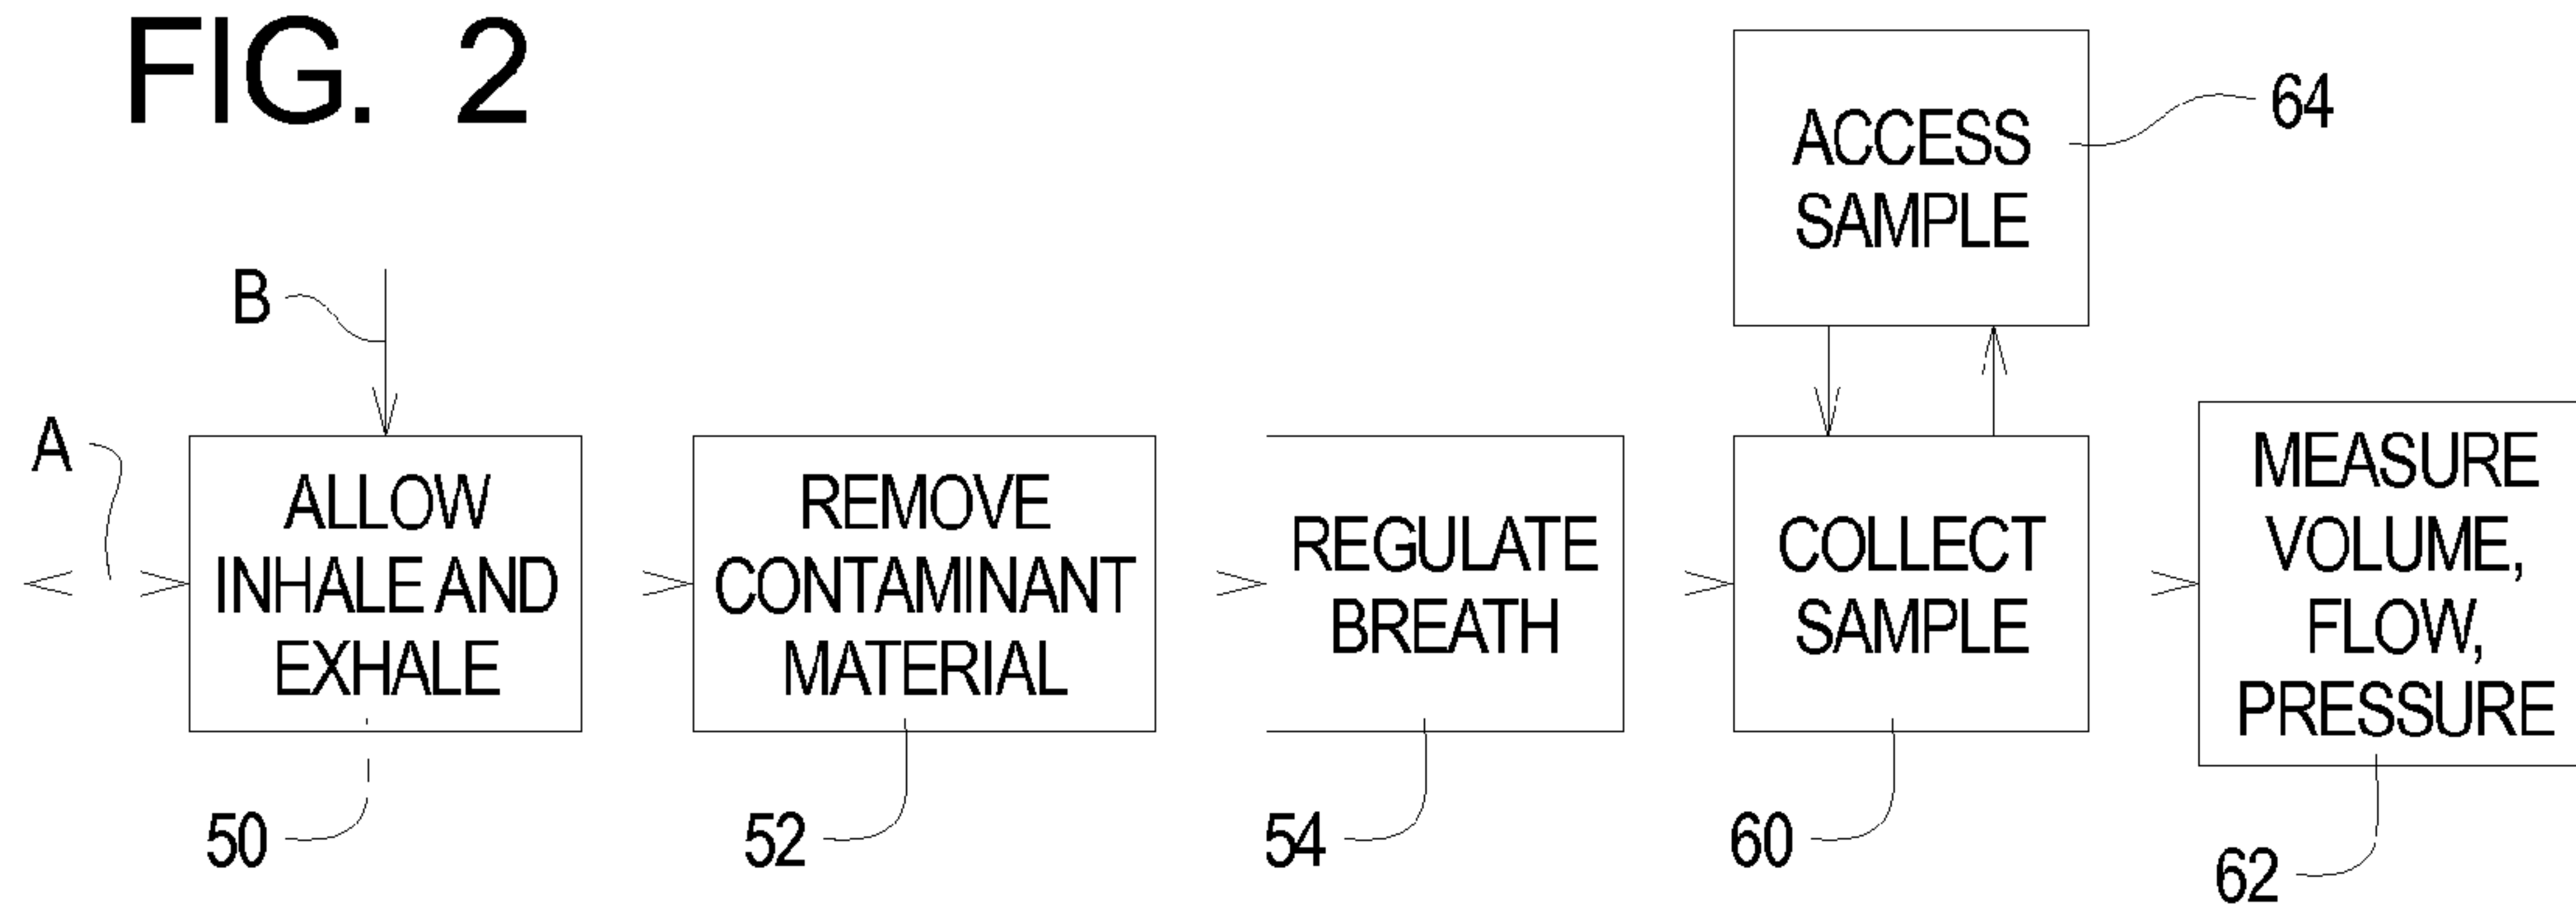 FIG. 2
ACCESS
SAMPLE
64
B
A
ALLOW
INHALE AND
EXHALE
50
REMOVE
CONTAMINANT
MATERIAL
52
REGULATE
BREATH
54
COLLECT
SAMPLE
60
MEASURE
VOLUME,
FLOW,
PRESSURE
62